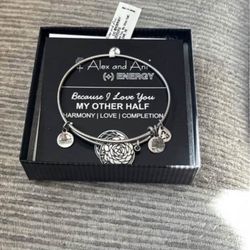 Alex and Ani
(+) ENERGY
Because I Love You
MY OTHER HALF
HARMONY | LOVE | COMPLETION